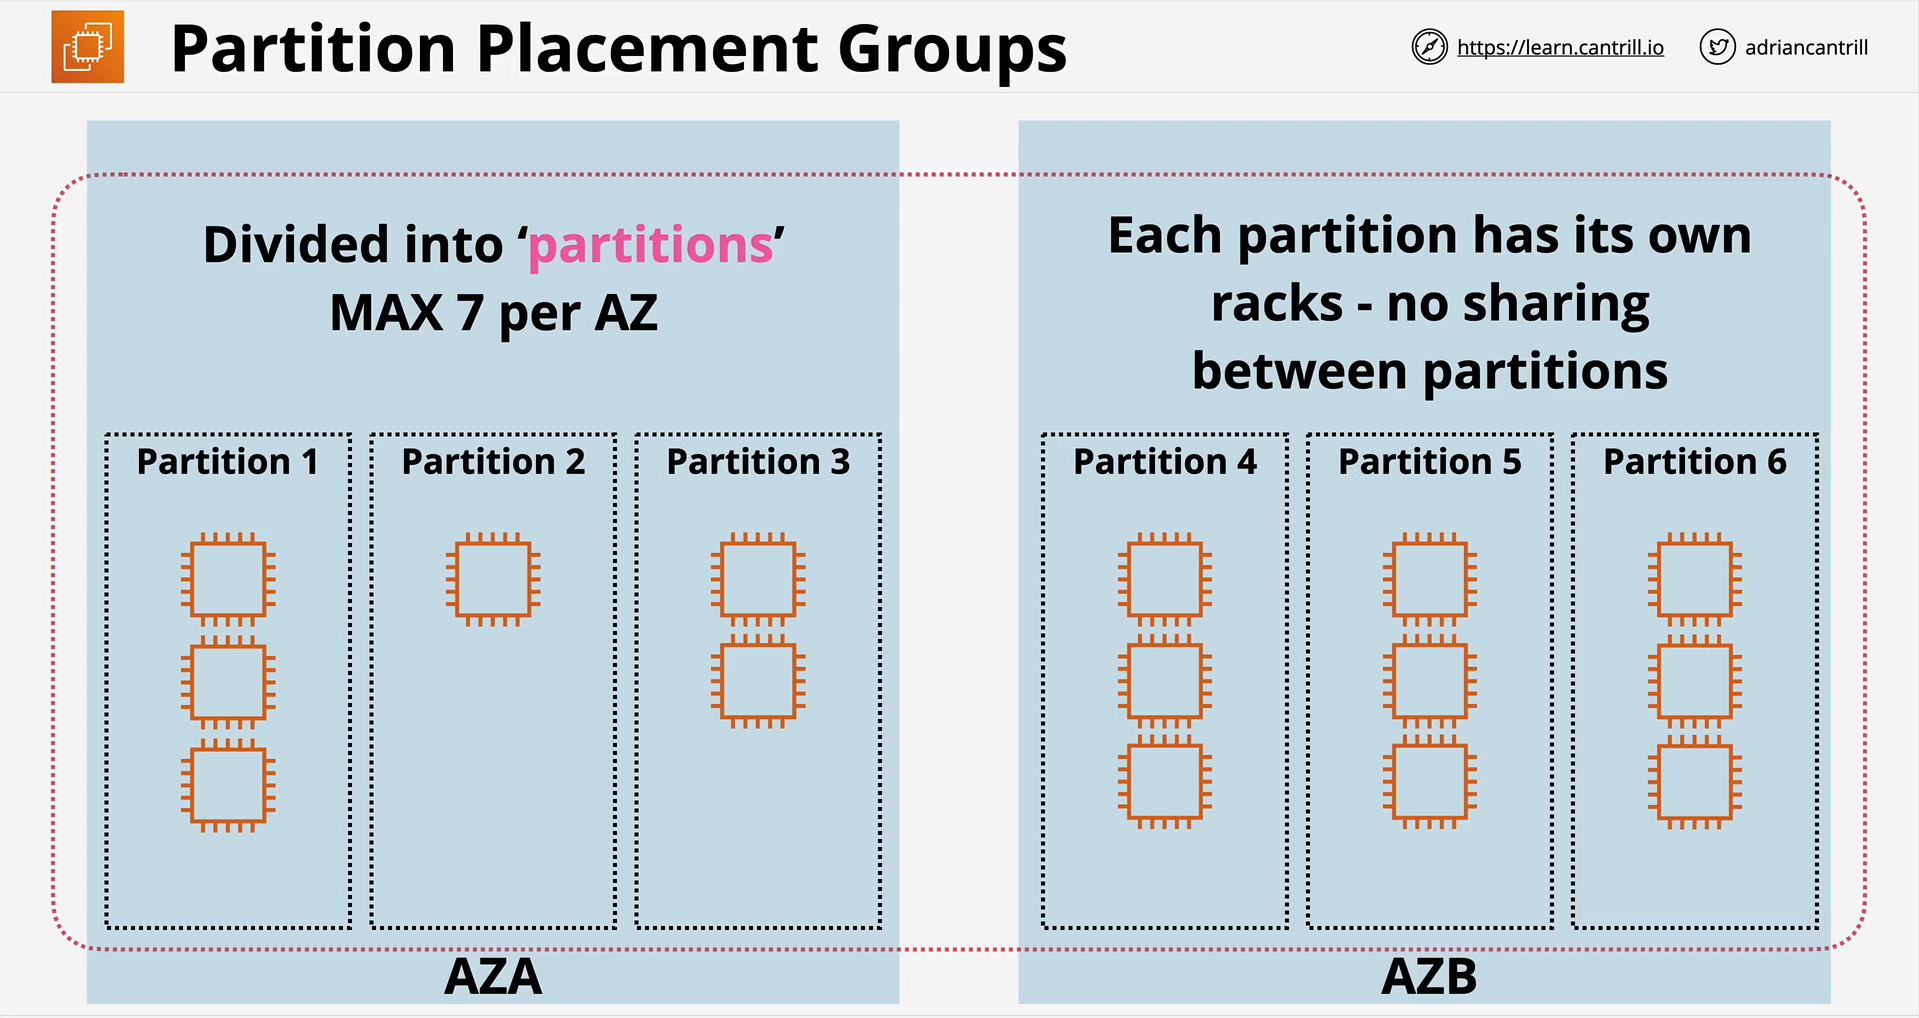 Partition Placement Groups
https://learn.cantrill.io
adriancantrill
Divided into ‘partitions’
MAX 7 per AZ
Each partition has its own
racks - no sharing
between partitions
Partition 1
Partition 2
Partition 3
Partition 4
Partition 5
Partition 6
AZA
AZB